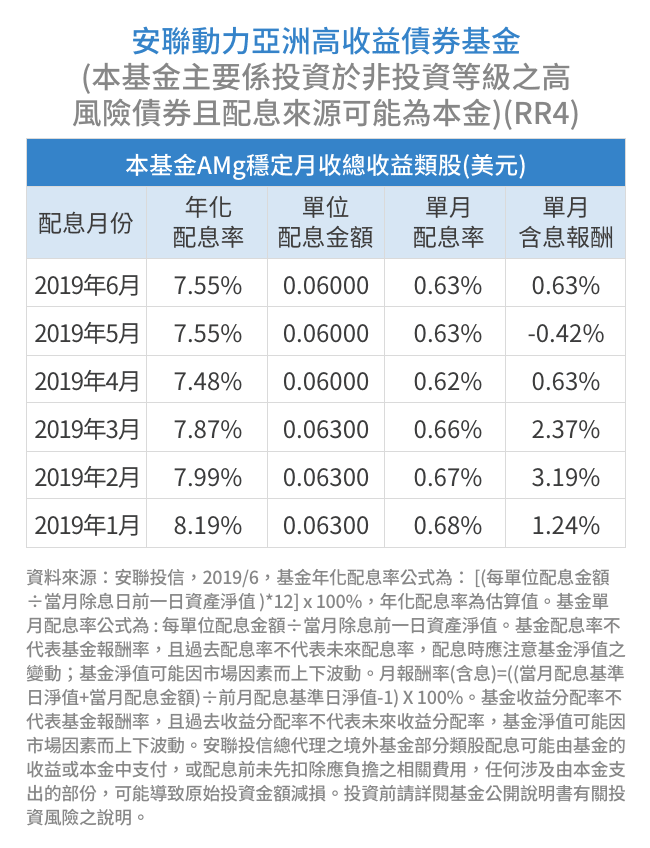 安聯動力亞洲高收益債券基金
(本基金主要係投資於非投資等級之高
風險債券且配息來源可能為本金)(RR4)
本基金AMg穩定月收總收益類股(美元)
配息月份 年化配息率 單位配息金額 單月配息率 單月含息報酬
2019年6月 7.55% 0.06000 0.63% 0.63%
2019年5月 7.55% 0.06000 0.63% -0.42%
2019年4月 7.48% 0.06000 0.62% 0.63%
2019年3月 7.87% 0.06300 0.66% 2.37%
2019年2月 7.99% 0.06300 0.67% 3.19%
2019年1月 8.19% 0.06300 0.68% 1.24%
資料來源：安聯投信，2019/6，基金年化配息率公式為： [(每單位配息金額
÷當月除息日前一日資產淨值 )*12] x 100%，年化配息率為估算值。基金單
月配息率公式為 : 每單位配息金額÷當月除息前一日資產淨值。基金配息率不
代表基金報酬率，且過去配息率不代表未來配息率，配息時應注意基金淨值之
變動；基金淨值可能因市場因素而上下波動。月報酬率(含息)=((當月配息基準
日淨值+當月配息金額)÷前月配息基準日淨值-1) X 100%。基金收益分配率不
代表基金報酬率，且過去收益分配率不代表未來收益分配率，基金淨值可能因
市場因素而上下波動。安聯投信總代理之境外基金部分類股配息可能由基金的
收益或本金中支付，或配息前未先扣除應負擔之相關費用，任何涉及由本金支
出的部份，可能導致原始投資金額減損。投資前請詳閱基金公開說明書有關投
資風險之說明。